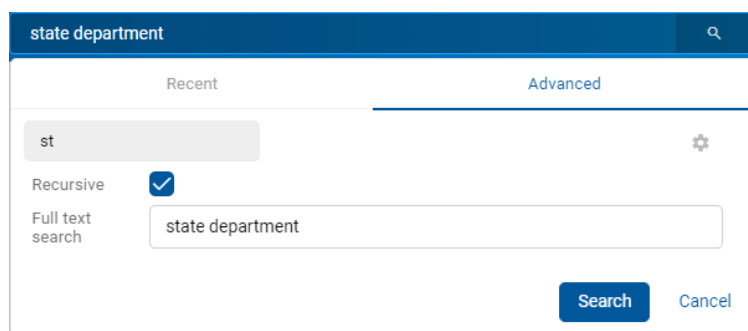 state department
Recent
Advanced
st
Recursive
Full text
search
state department
Search
Cancel